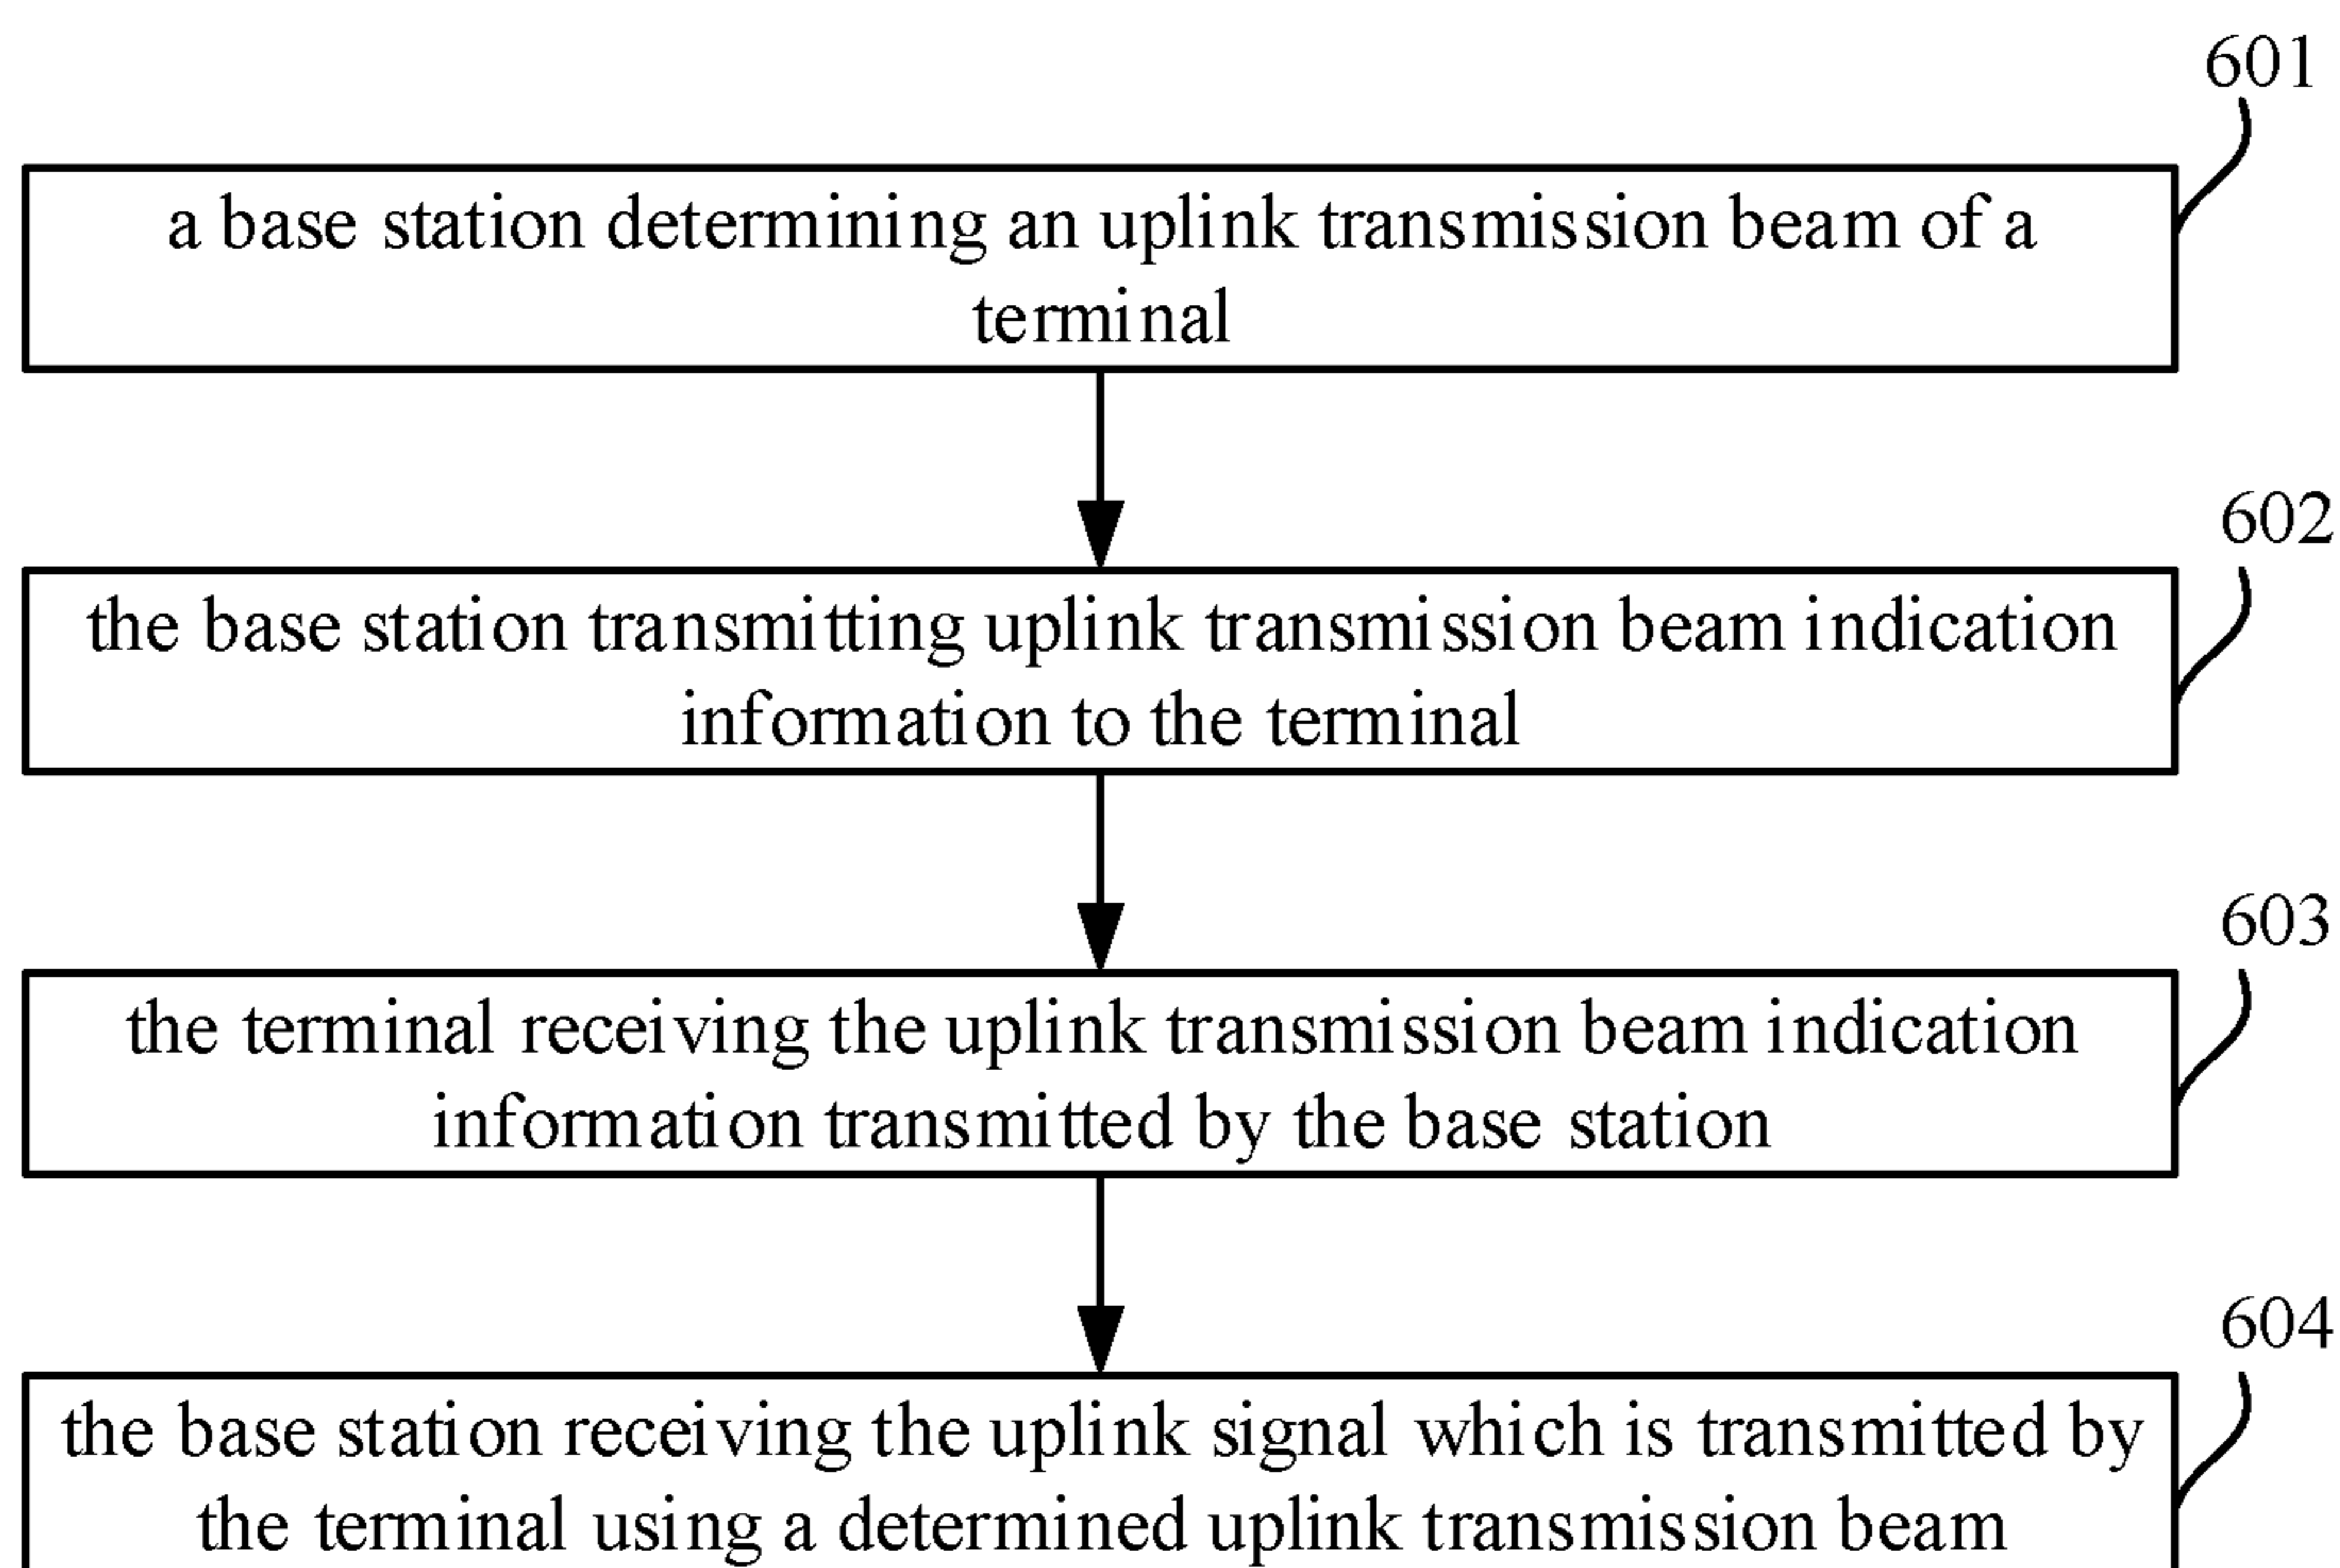 601
a base station determining an uplink transmission beam of a
terminal
602
the base station transmitting uplink transmission beam indication
information to the terminal
603
the terminal receiving the uplink transmission beam indication
information transmitted by the base station
604
the base station receiving the uplink signal which is transmitted by
the terminal using a determined uplink transmission beam